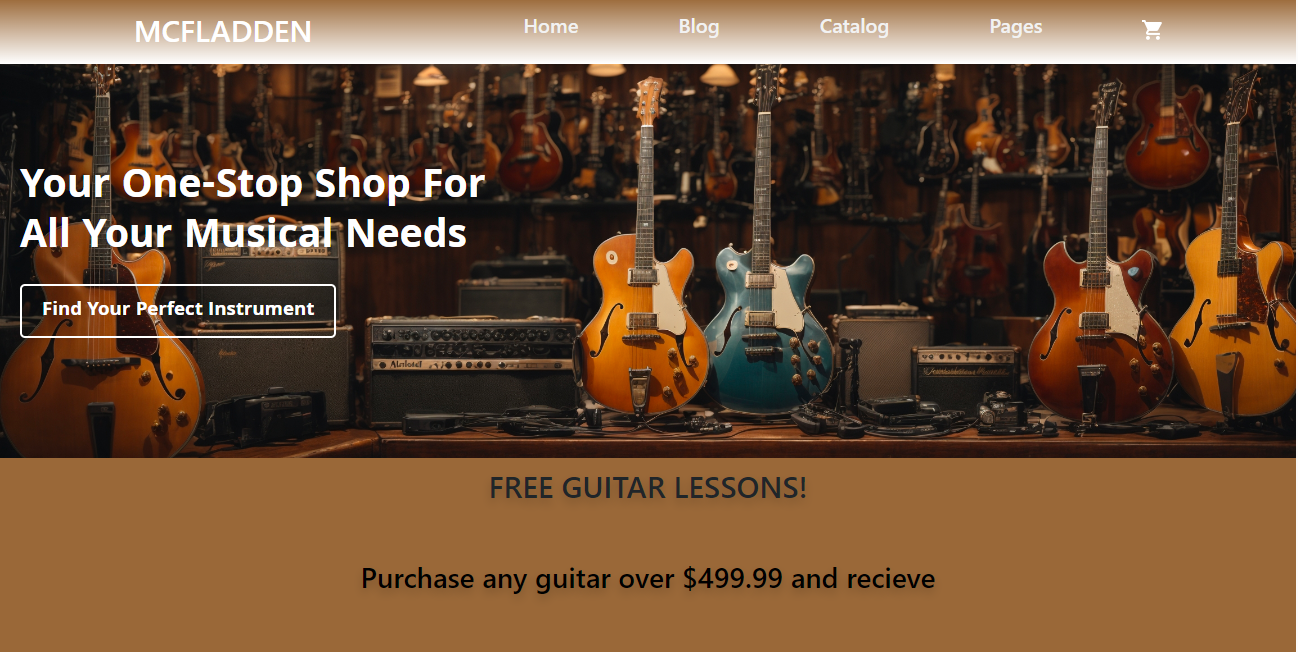 MCFLADDEN
Home
Blog
Catalog
Pages
Your One-Stop Shop For
All Your Musical Needs
Find Your Perfect Instrument
FREE GUITAR LESSONS!
Purchase any guitar over $499.99 and recieve